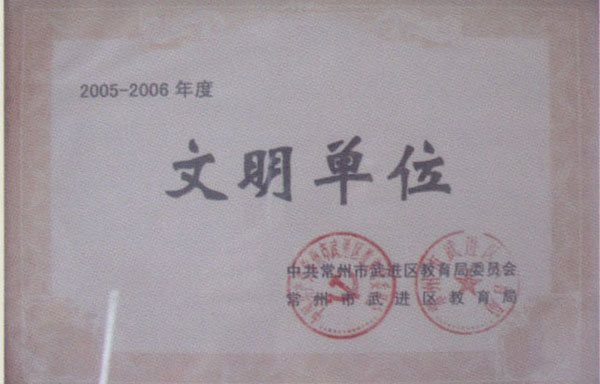 2005-2006 年度
文明单位
中共常州市武进区教育局委员会
常州市武进区教育局